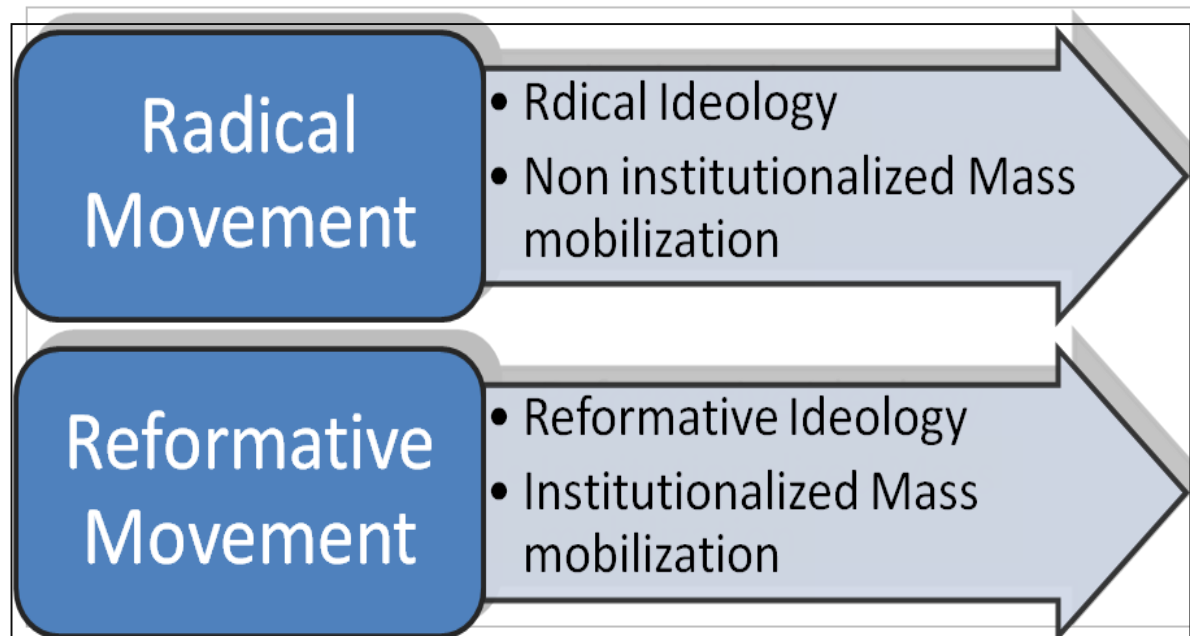 Radical
Movement
• Rdical Ideology
• Non institutionalized Mass
mobilization
Reformative
Movement
• Reformative Ideology
• Institutionalized Mass
mobilization